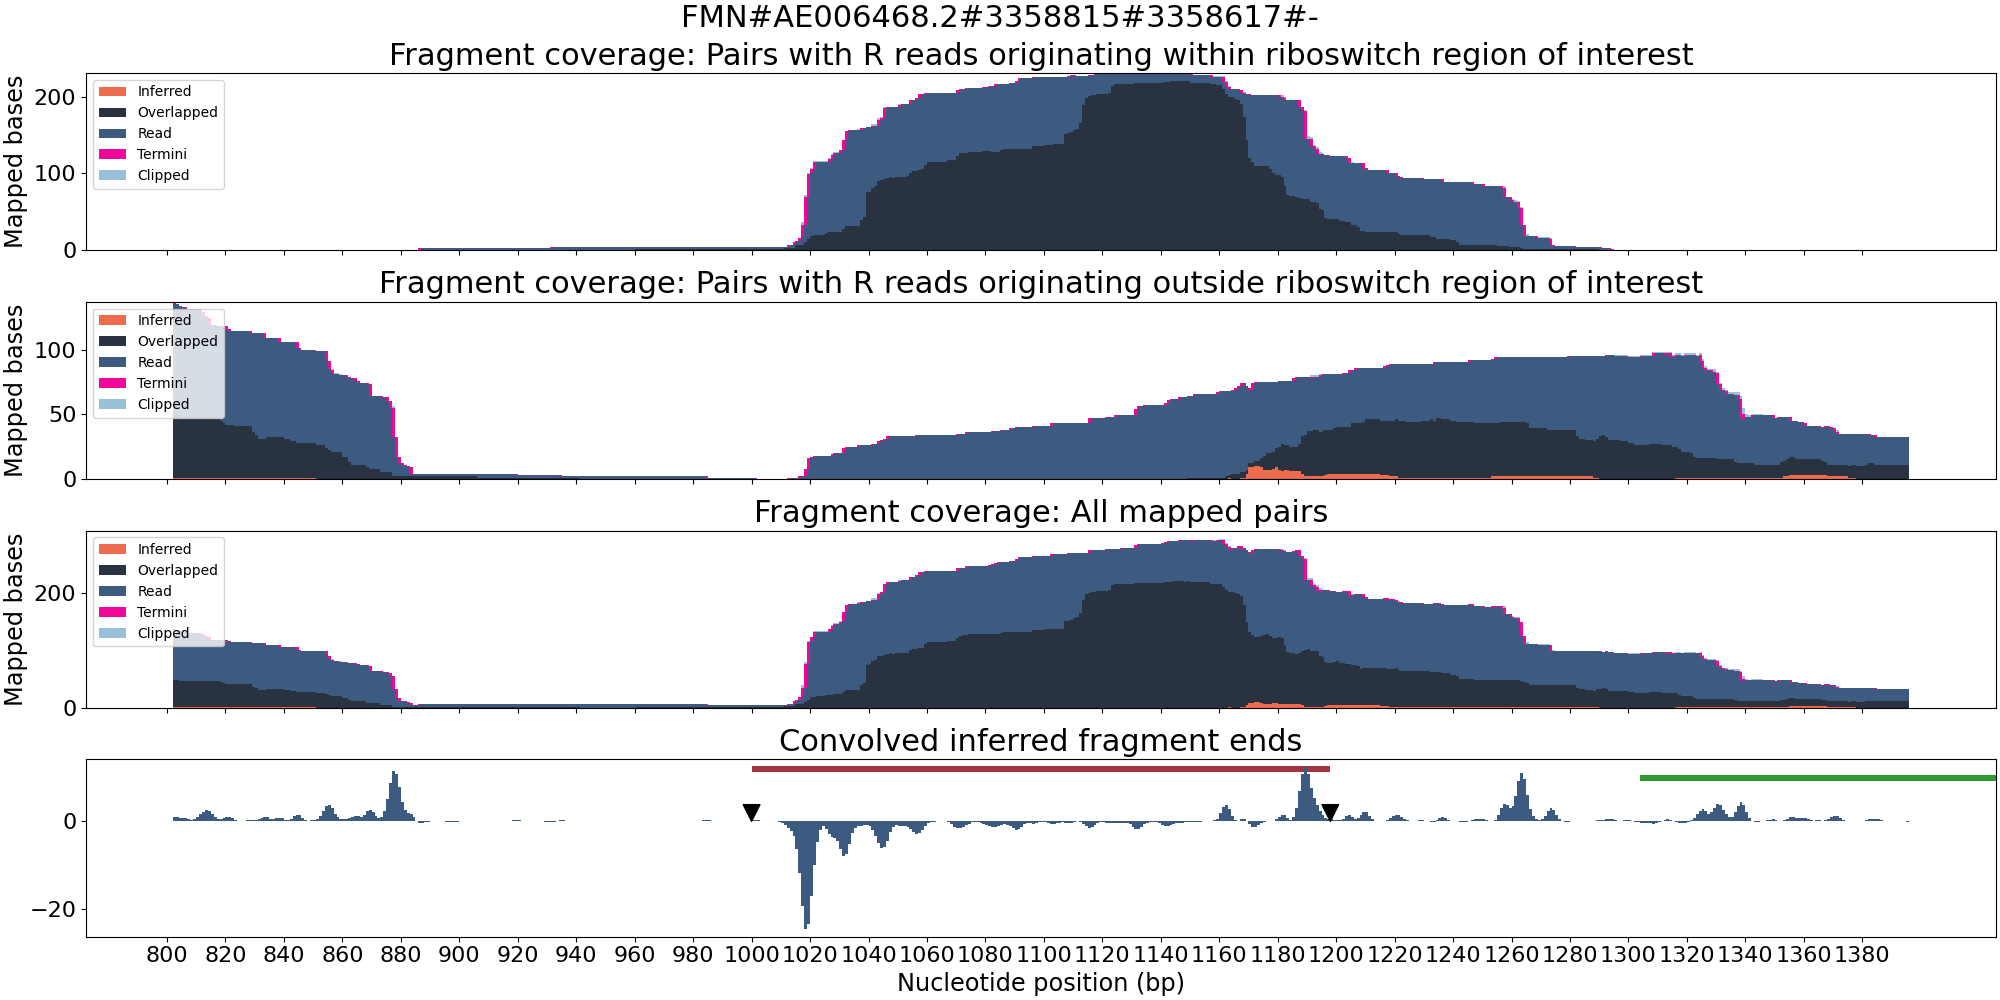 FMN#AE006468.2#3358815#3358617#-
Fragment coverage: Pairs with R reads originating within riboswitch region of interest
Mapped bases
200
100
0
Inferred
Overlapped
Read
Termini
Clipped
Fragment coverage: Pairs with R reads originating outside riboswitch region of interest
Mapped bases
100
50
0
Inferred
Overlapped
Read
Termini
Clipped
Fragment coverage: All mapped pairs
Mapped bases
200
0
Inferred
Overlapped
Read
Termini
Clipped
Convolved inferred fragment ends
0
−20
800 820 840 860 880 900 920 940 960 980 1000 1020 1040 1060 1080 1100 1120 1140 1160 1180 1200 1220 1240 1260 1280 1300 1320 1340 1360 1380
Nucleotide position (bp)